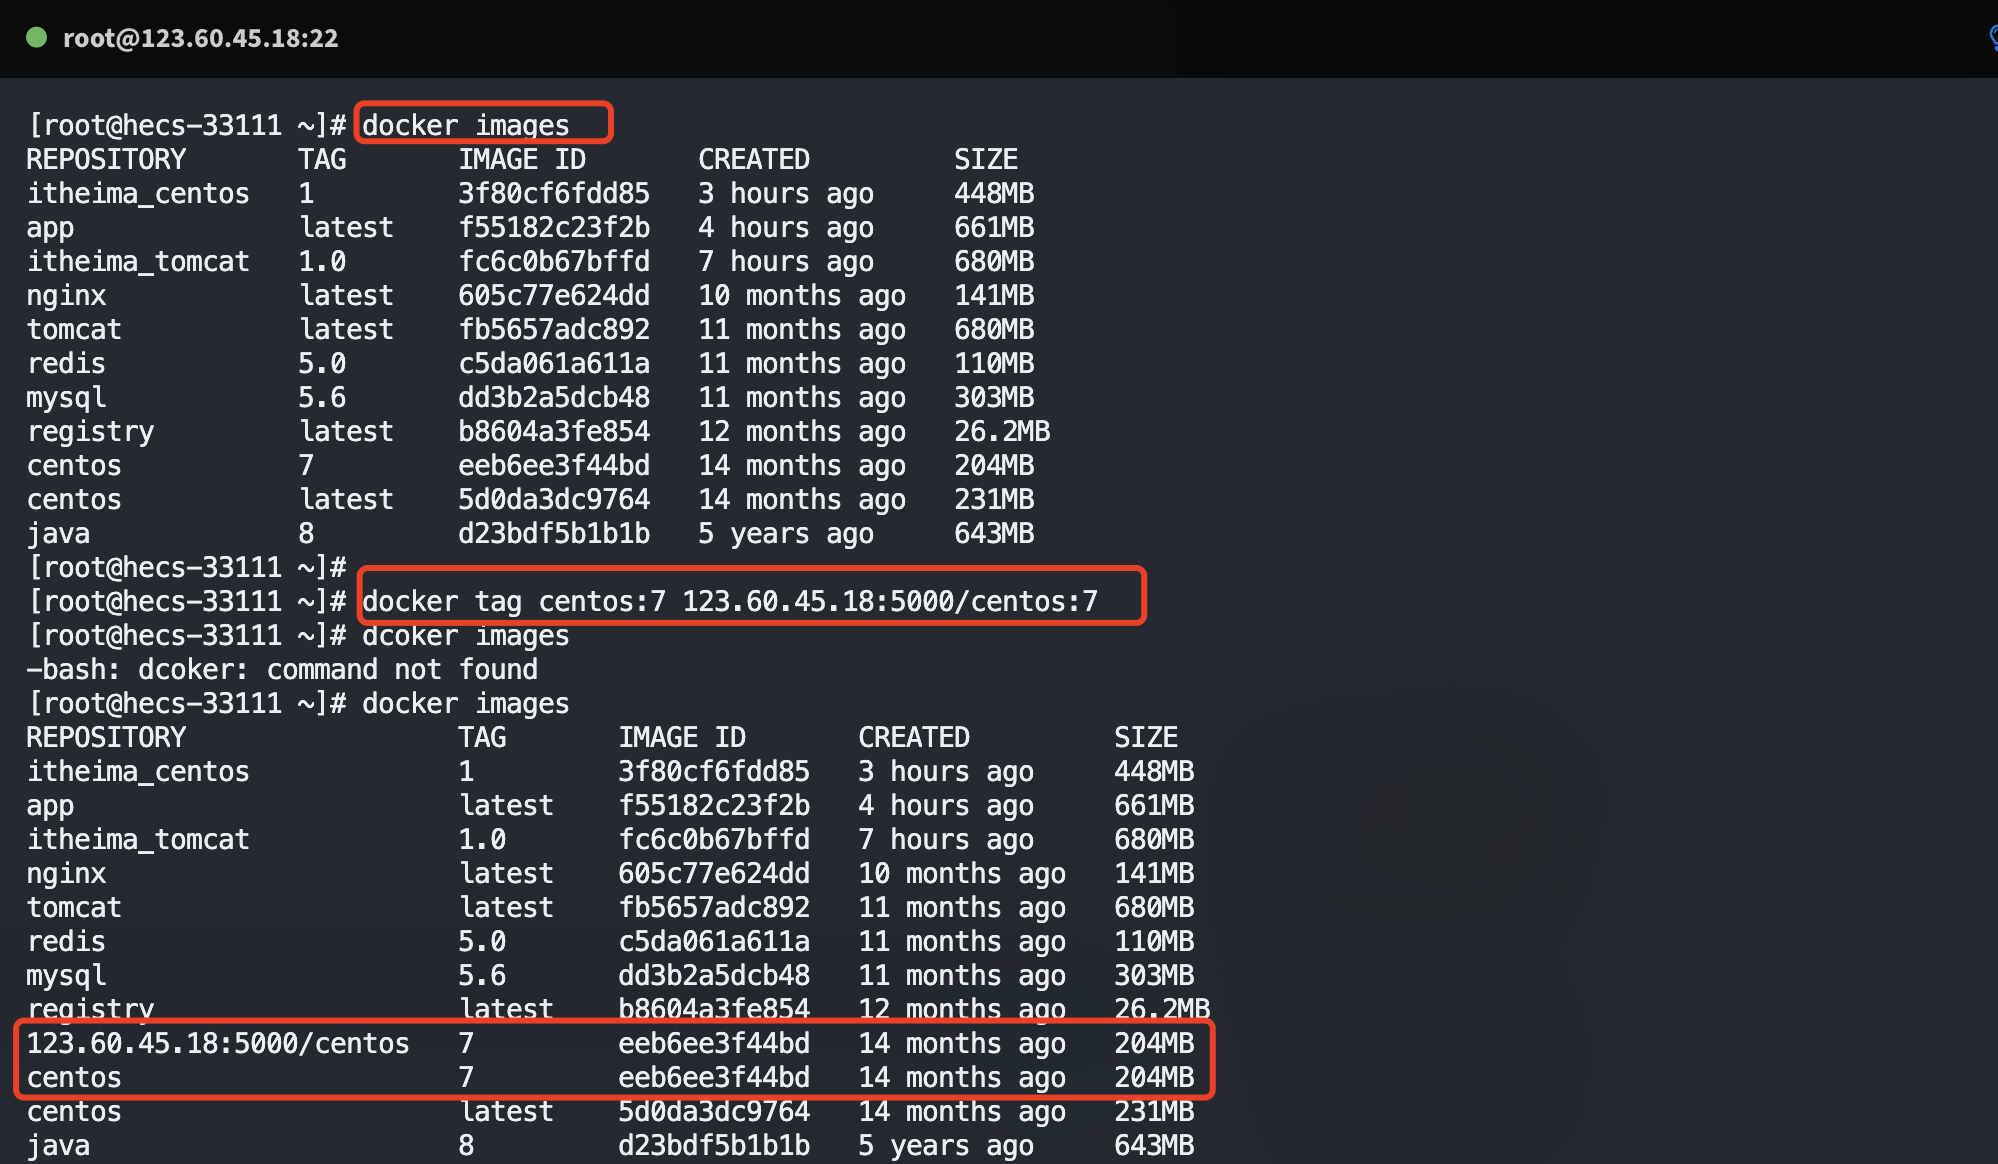 root@123.60.45.18:22
[root@hecs-33111 ~]# docker images
REPOSITORY TAG IMAGE ID CREATED SIZE
itheima_centos 1 3f80cf6fdd85 3 hours ago 448MB
app latest f55182c23f2b 4 hours ago 661MB
itheima_tomcat 1.0 fc6c0b67bffd 7 hours ago 680MB
nginx latest 605c77e624dd 10 months ago 141MB
tomcat latest fb5657adc892 11 months ago 680MB
redis 5.0 c5da061a611a 11 months ago 110MB
mysql 5.6 dd3b2a5dcb48 11 months ago 303MB
registry latest b8604a3fe854 12 months ago 26.2MB
centos 7 eeb6ee3f44bd 14 months ago 204MB
centos latest 5d0da3dc9764 14 months ago 231MB
java 8 d23bdf5b1b1b 5 years ago 643MB
[root@hecs-33111 ~]#
[root@hecs-33111 ~]# docker tag centos:7 123.60.45.18:5000/centos:7
[root@hecs-33111 ~]# dcoker images
-bash: dcoker: command not found
[root@hecs-33111 ~]# docker images
REPOSITORY TAG IMAGE ID CREATED SIZE
itheima_centos 1 3f80cf6fdd85 3 hours ago 448MB
app latest f55182c23f2b 4 hours ago 661MB
itheima_tomcat 1.0 fc6c0b67bffd 7 hours ago 680MB
nginx latest 605c77e624dd 10 months ago 141MB
tomcat latest fb5657adc892 11 months ago 680MB
redis 5.0 c5da061a611a 11 months ago 110MB
mysql 5.6 dd3b2a5dcb48 11 months ago 303MB
registry latest b8604a3fe854 12 months ago 26.2MB
123.60.45.18:5000/centos 7 eeb6ee3f44bd 14 months ago 204MB
centos 7 eeb6ee3f44bd 14 months ago 204MB
centos latest 5d0da3dc9764 14 months ago 231MB
java 8 d23bdf5b1b1b 5 years ago 643MB